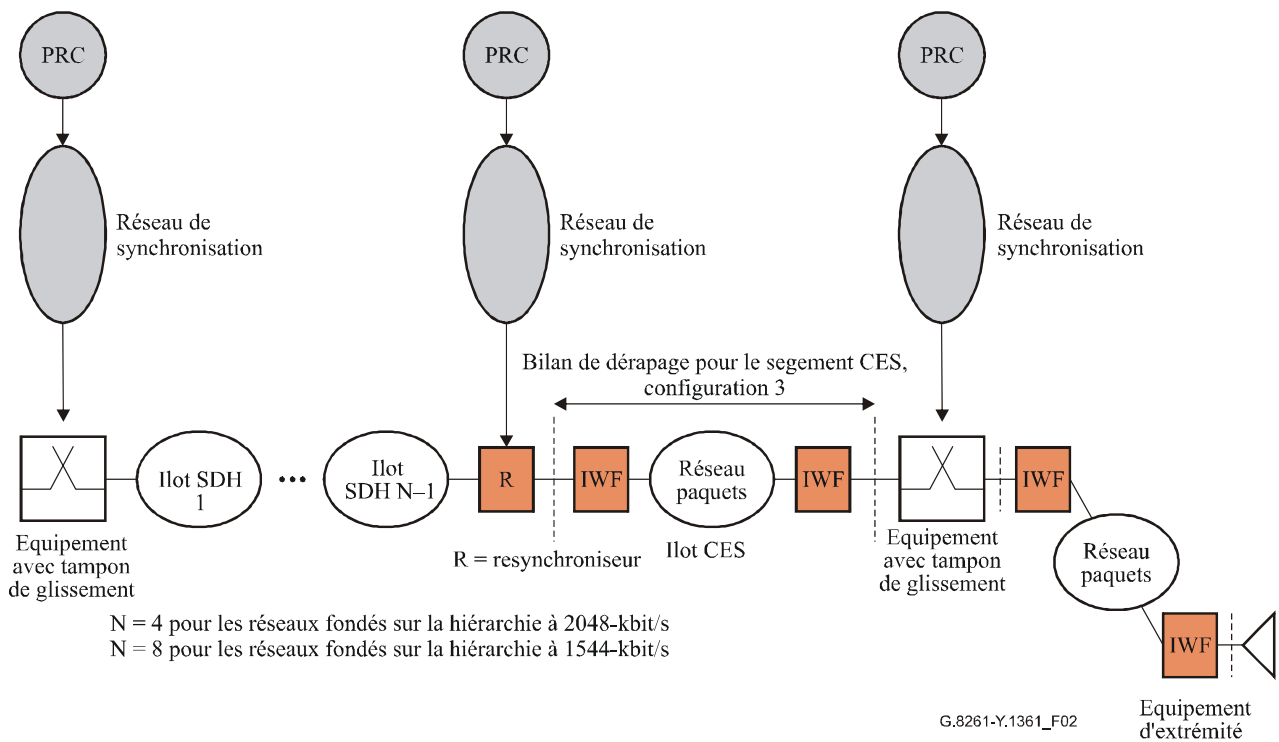 PRC
PRC
PRC
Réseau de
synchronisation
Réseau de
synchronisation
Réseau de
synchronisation
Bilan de dérapage pour le segement CES,
configuration 3
Ilot SDH
1
Ilot
SDH N–1
R
IWF
Réseau
paquets
IWF
IWF
Equipement
avec tampon
de glissement
R = resynchroniseur
Ilot CES
Equipement
avec tampon
de glissement
Réseau
paquets
IWF
N = 4 pour les réseaux fondés sur la hiérarchie à 2048-kbit/s
N = 8 pour les réseaux fondés sur la hiérarchie à 1544-kbit/s
Equipement
d'extrémité
G.8261-Y.1361_F02